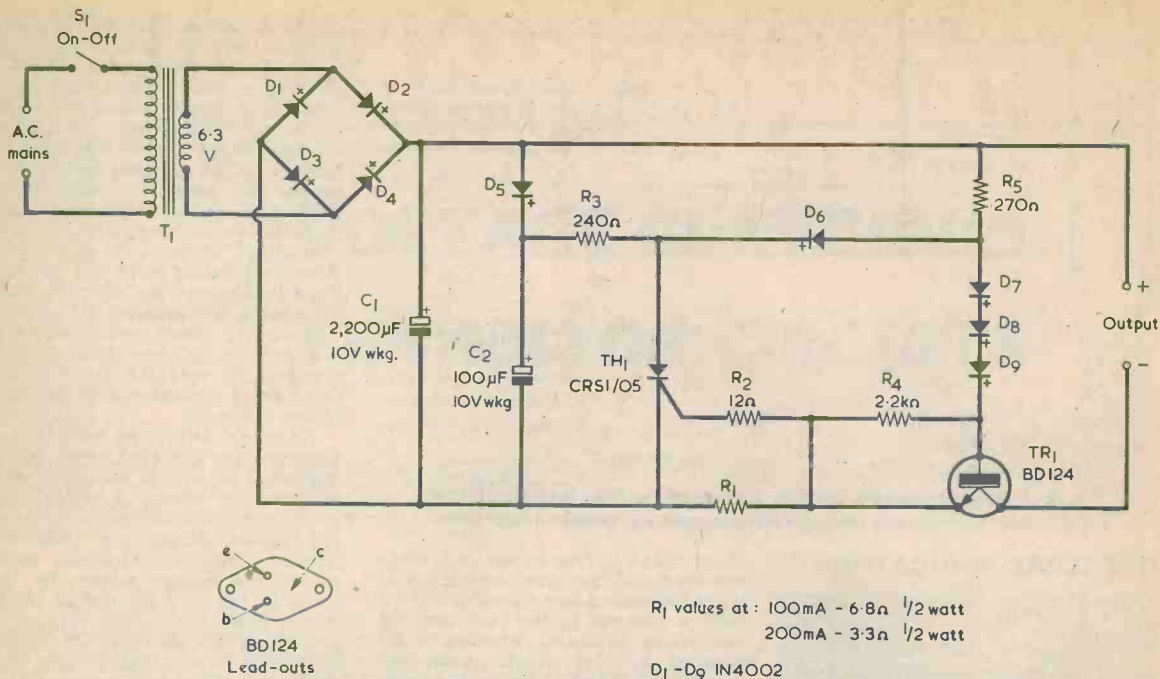 S1
On-Off
A.C.
mains
T1
6·3
V
D1
D2
D3
D4
C1
2,200µF
10V wkg.
+
D5
+
C2
100µF
10V wkg
+
R3
240Ω
TH1
CRS1/05
D6
+
R2
12Ω
R1
R4
2·2kΩ
R5
270Ω
D7
+
D8
+
D9
+
TR1
BD124
+
Output
−
e
c
b
BD124
Lead-outs
R1 values at : 100mA – 6·8Ω 1/2 watt
200mA – 3·3Ω 1/2 watt
D1 – D9 IN4002